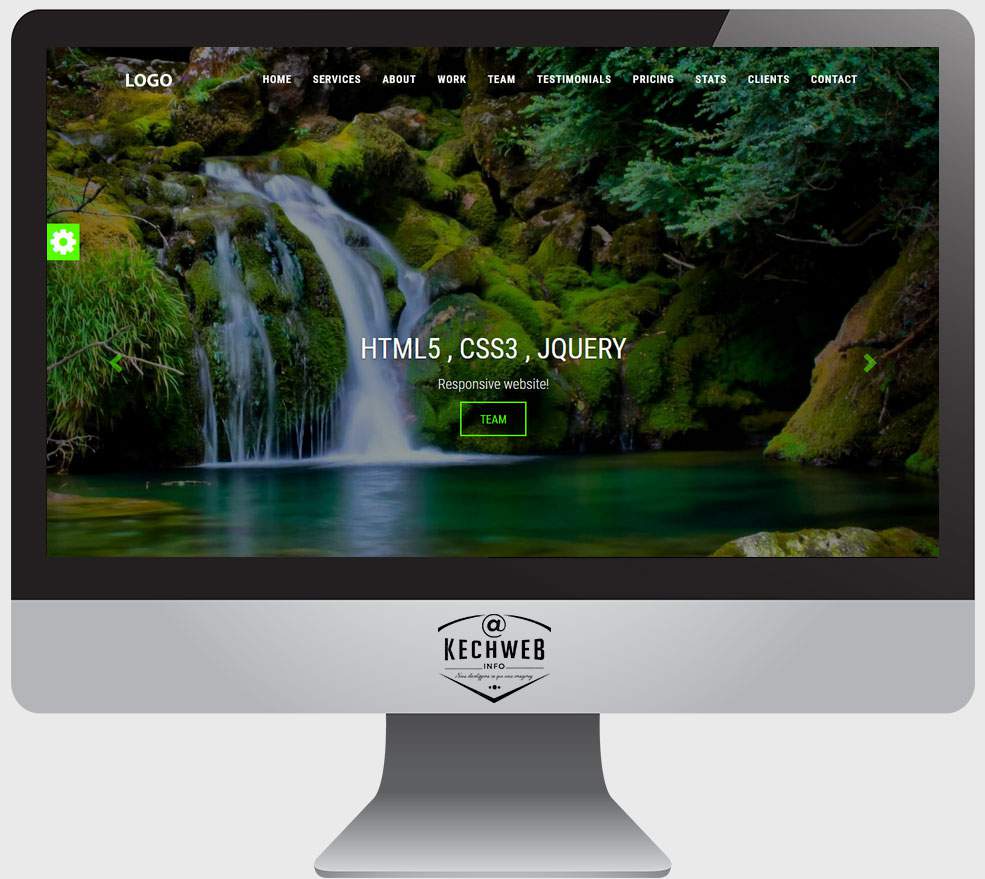 LOGO HOME SERVICES ABOUT WORK TEAM TESTIMONIALS PRICING STATS CLIENTS CONTACT
HTML5 , CSS3 , JQUERY
Responsive website!
TEAM
@
KECHWEB
INFO